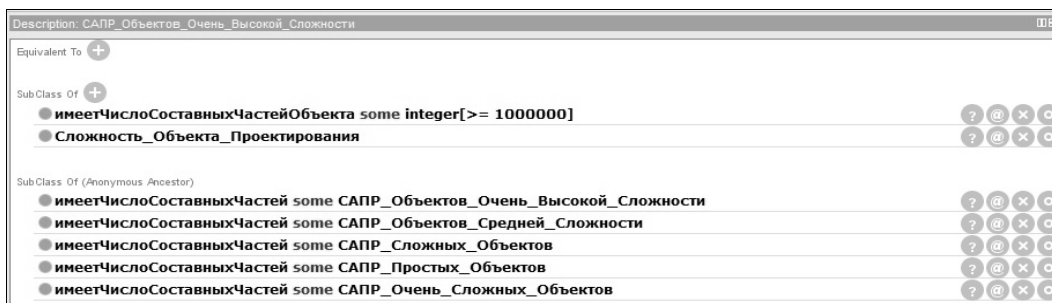 Description: САПР_Объектов_Очень_Высокой_Сложности
Equivalent To
SubClass Of
имеетЧислоСоставныхЧастейОбъекта some integer[>= 1000000]
Сложность_Объекта_Проектирования
SubClass Of (Anonymous Ancestor)
имеетЧислоСоставныхЧастей some САПР_Объектов_Очень_Высокой_Сложности
имеетЧислоСоставныхЧастей some САПР_Объектов_Средней_Сложности
имеетЧислоСоставныхЧастей some САПР_Сложных_Объектов
имеетЧислоСоставныхЧастей some САПР_Простых_Объектов
имеетЧислоСоставныхЧастей some САПР_Очень_Сложных_Объектов